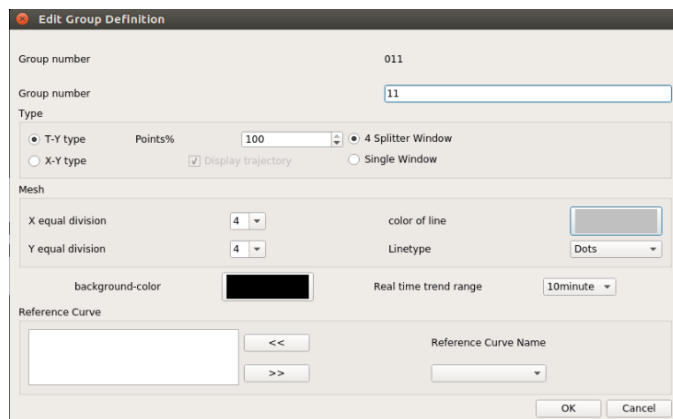 Edit Group Definition
Group number 011
Group number 11
Type
T-Y type Points% 100 4 Splitter Window
X-Y type Display trajectory Single Window
Mesh
X equal division 4 color of line
Y equal division 4 Linetype Dots
background-color Real time trend range 10minute
Reference Curve
<< Reference Curve Name
>>
OK Cancel